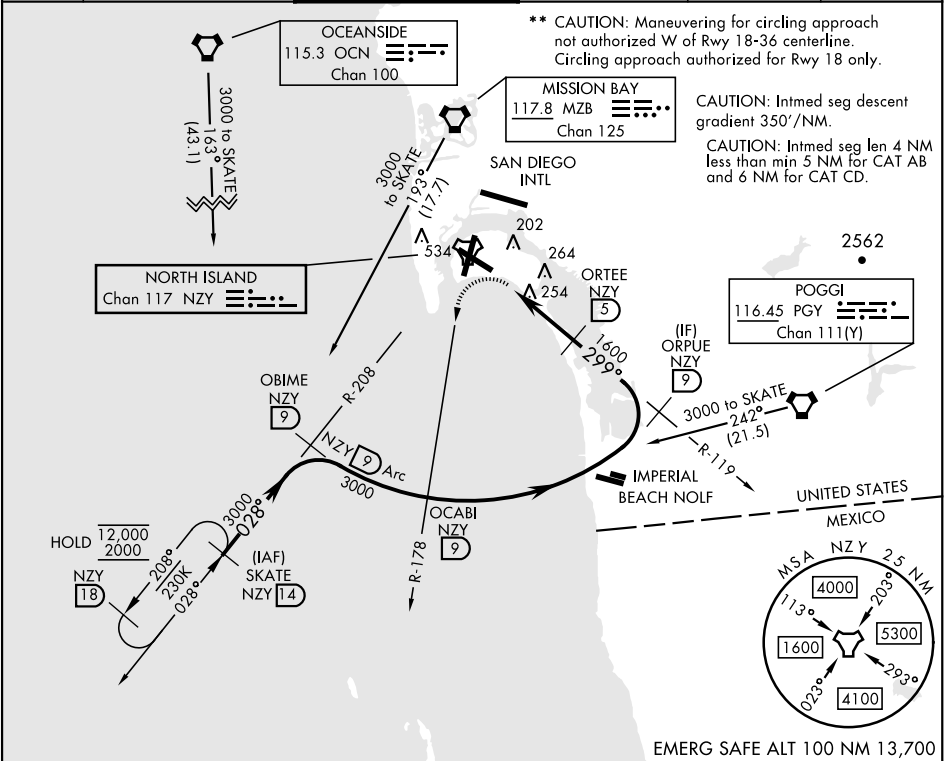 OCEANSIDE
115.3 OCN
Chan 100
** CAUTION: Maneuvering for circling approach
not authorized W of Rwy 18-36 centerline.
Circling approach authorized for Rwy 18 only.
MISSION BAY
117.8 MZB
Chan 125
CAUTION: Intmed seg descent
gradient 350'/NM.
CAUTION: Intmed seg len 4 NM
less than min 5 NM for CAT AB
and 6 NM for CAT CD.
3000 to SKATE
163°
(43.1)
3000
to SKATE
193°
(17.7)
SAN DIEGO
INTL
202
534
264
254
2562
NORTH ISLAND
Chan 117 NZY
ORTEE
NZY
5
POGGI
116.45 PGY
Chan 111(Y)
1600
299°
(IF)
ORPUE
NZY
9
OBIME
NZY
9
R-208
3000 to SKATE
242°
(21.5)
NZY 9 Arc
3000
R-119
IMPERIAL
BEACH NOLF
3000
028°
OCABI
NZY
9
R-178
UNITED STATES
MEXICO
HOLD 12,000
2000
208°
230K
028°
NZY
18
(IAF)
SKATE
NZY 14
MSA NZY 25 NM
4000
113°
203°
1600
5300
023°
293°
4100
EMERG SAFE ALT 100 NM 13,700